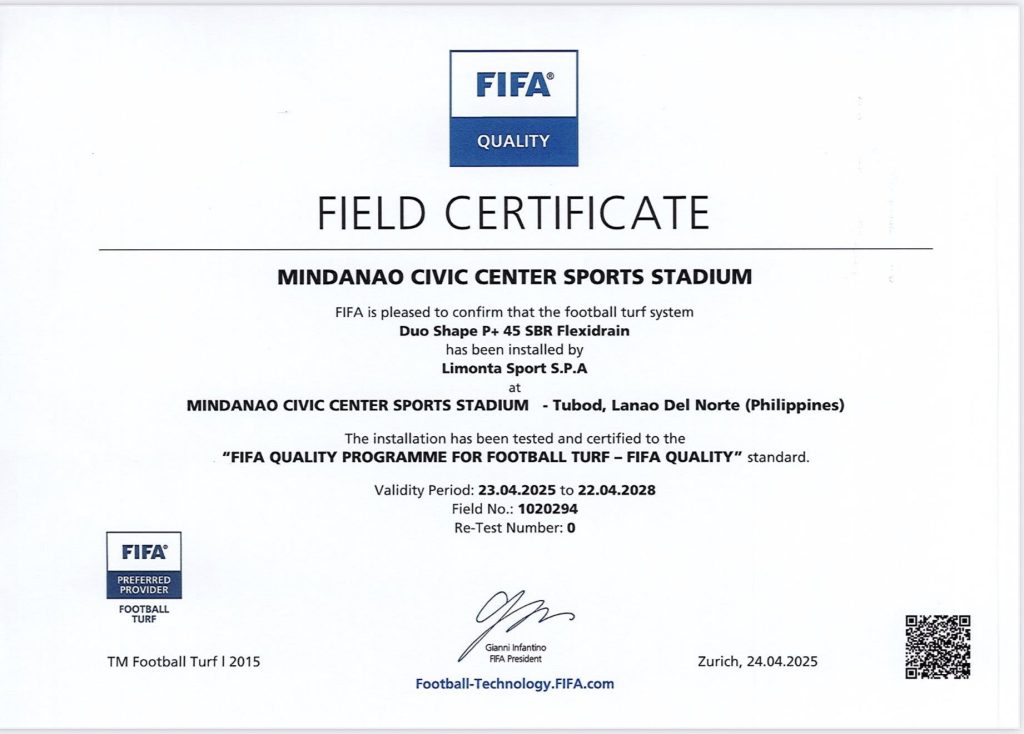 FIFA®
QUALITY
FIELD CERTIFICATE
MINDANAO CIVIC CENTER SPORTS STADIUM
FIFA is pleased to confirm that the football turf system
Duo Shape P+ 45 SBR Flexidrain
has been installed by
Limonta Sport S.P.A
at
MINDANAO CIVIC CENTER SPORTS STADIUM - Tubod, Lanao Del Norte (Philippines)
The installation has been tested and certified to the
“FIFA QUALITY PROGRAMME FOR FOOTBALL TURF – FIFA QUALITY” standard.
Validity Period: 23.04.2025 to 22.04.2028
Field No.: 1020294
Re-Test Number: 0
FIFA®
PREFERRED
PROVIDER
FOOTBALL
TURF
Gianni Infantino
FIFA President
TM Football Turf l 2015
Zurich, 24.04.2025
Football-Technology.FIFA.com